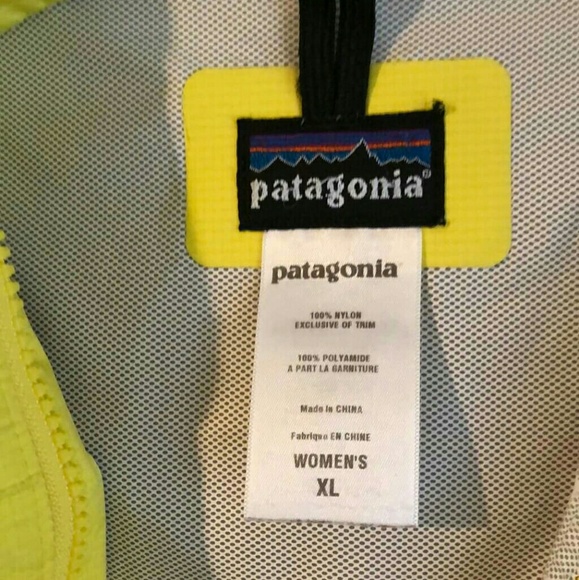 patagonia®
patagonia
100% NYLON
EXCLUSIVE OF TRIM
100% POLYAMIDE
A PART LA GARNITURE
Made in CHINA
Fabrique EN CHINE
WOMEN'S
XL